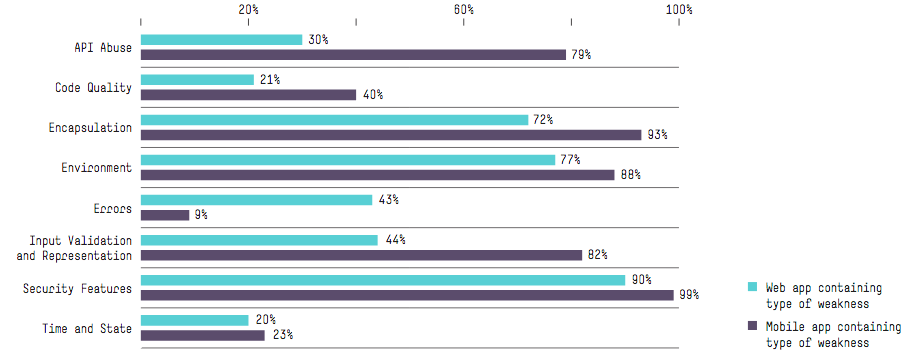 20%
60%
100%
API Abuse
30%
79%
Code Quality
21%
40%
Encapsulation
72%
93%
Environment
77%
88%
Errors
43%
9%
Input Validation
and Representation
44%
82%
Security Features
90%
99%
Time and State
20%
23%
Web app containing
type of weakness
Mobile app containing
type of weakness